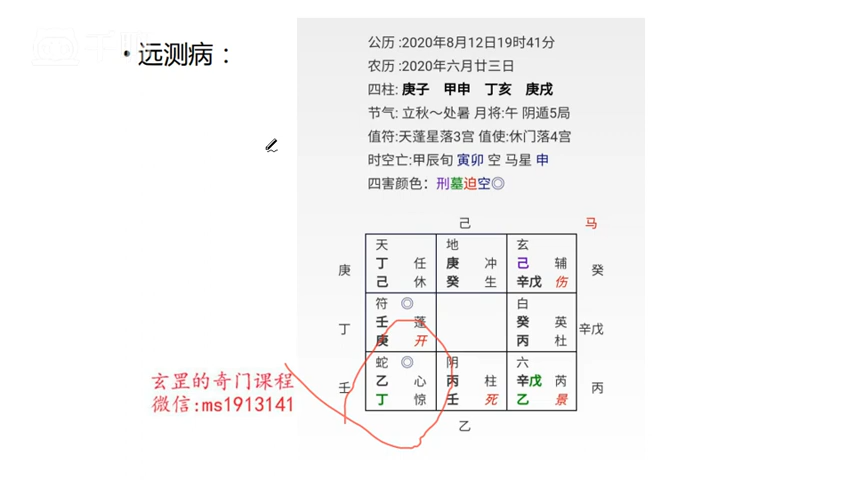 • 远测病：
公历 :2020年8月12日19时41分
农历 :2020年六月廿三日
四柱: 庚子 甲申 丁亥 庚戌
节气: 立秋～处暑 月将:午 阴遁5局
值符:天蓬星落3宫 值使:休门落4宫
时空亡:甲辰旬 寅卯 空 马星 申
四害颜色：刑墓迫空◎
己 马
天 地 玄
庚 丁 任 庚 冲 己 辅 癸
己 休 癸 生 辛戊 伤
符 ◎ 白
丁 壬 蓬 癸 英 辛戊
庚 开 丙 杜
蛇 ◎ 阴 六
壬 乙 心 丙 柱 辛戊 芮 丙
丁 惊 壬 死 乙 景
乙
玄罡的奇门课程
微信:ms1913141